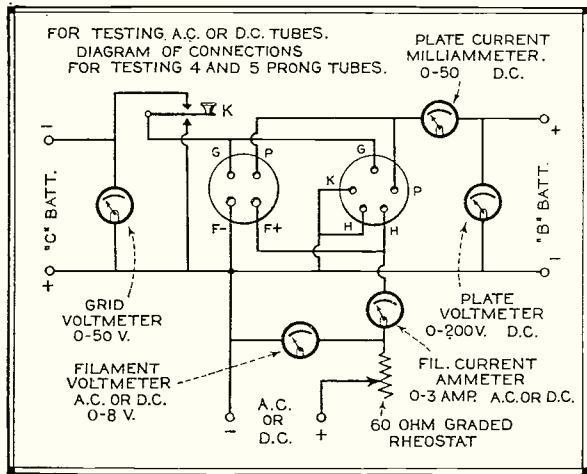 FOR TESTING A.C. OR D.C. TUBES.
DIAGRAM OF CONNECTIONS
FOR TESTING 4 AND 5 PRONG TUBES.
PLATE CURRENT
MILLIAMMETER.
0-50 D.C.
K
−
+
G
P
G
K
P
H
H
F-
F+
"C" BATT.
"B" BATT.
+
−
GRID
VOLTMETER
0-50 V.
PLATE
VOLTMETER
0-200V. D.C.
FILAMENT
VOLTMETER
A.C. OR D.C.
0-8 V.
FIL. CURRENT
AMMETER
0-3 AMP. A.C. OR D.C.
−
A.C.
OR
D.C.
+
60 OHM GRADED
RHEOSTAT